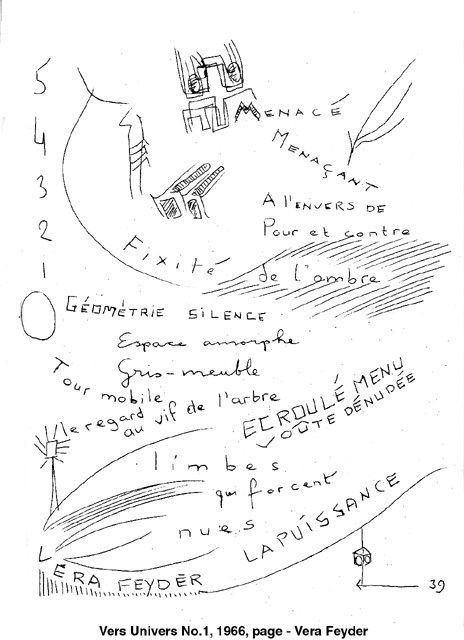 5
MENACÉ
4
MENAÇANT
3
A l'ENVERS DE
2
Pour et contre
Fixité
de l'ombre
1
0
GÉOMÉTRIE SILENCE
Espace amorphe
Gris-meuble
Tour mobile
le regard au vif de l'arbre
ECROULÉ MENU
VOÛTE DÉNUDÉE
limbes
qui forcent
nues
LA PUISSANCE
VÉRA FEYDER
39
Vers Univers No.1, 1966, page - Vera Feyder